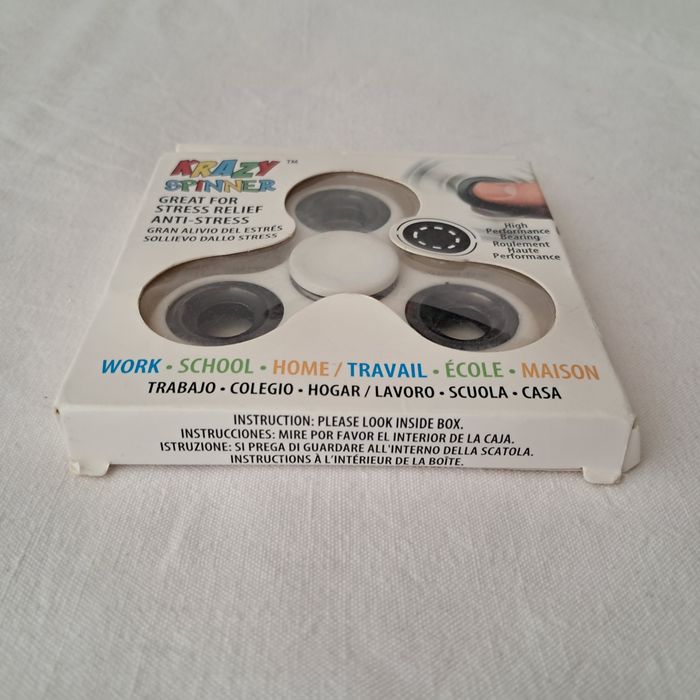 KRAZY ™
SPINNER
GREAT FOR
STRESS RELIEF
ANTI-STRESS
GRAN ALIVIO DEL ESTRÉS
SOLLIEVO DALLO STRESS
High
Performance
Bearing
Roulement
Haute
Performance
WORK • SCHOOL • HOME / TRAVAIL • ÉCOLE • MAISON
TRABAJO • COLEGIO • HOGAR / LAVORO • SCUOLA • CASA
INSTRUCTION: PLEASE LOOK INSIDE BOX.
INSTRUCCIONES: MIRE POR FAVOR EL INTERIOR DE LA CAJA.
ISTRUZIONE: SI PREGA DI GUARDARE ALL'INTERNO DELLA SCATOLA.
INSTRUCTIONS À L'INTÉRIEUR DE LA BOÎTE.